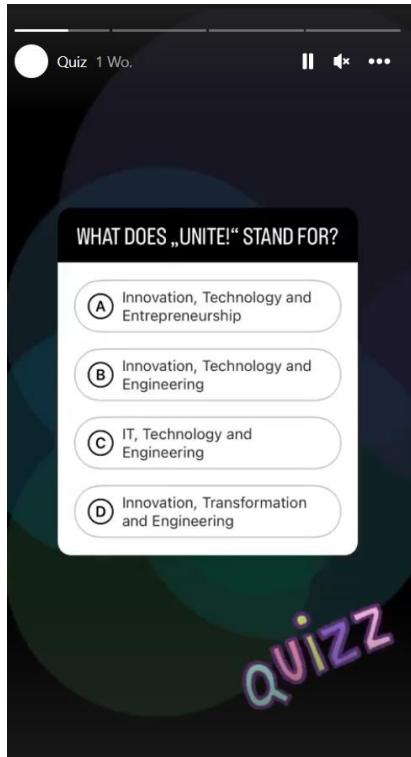 Quiz 1 Wo.
WHAT DOES „UNITE!“ STAND FOR?
A Innovation, Technology and
Entrepreneurship
B Innovation, Technology and
Engineering
C IT, Technology and
Engineering
D Innovation, Transformation
and Engineering
QUIZZ